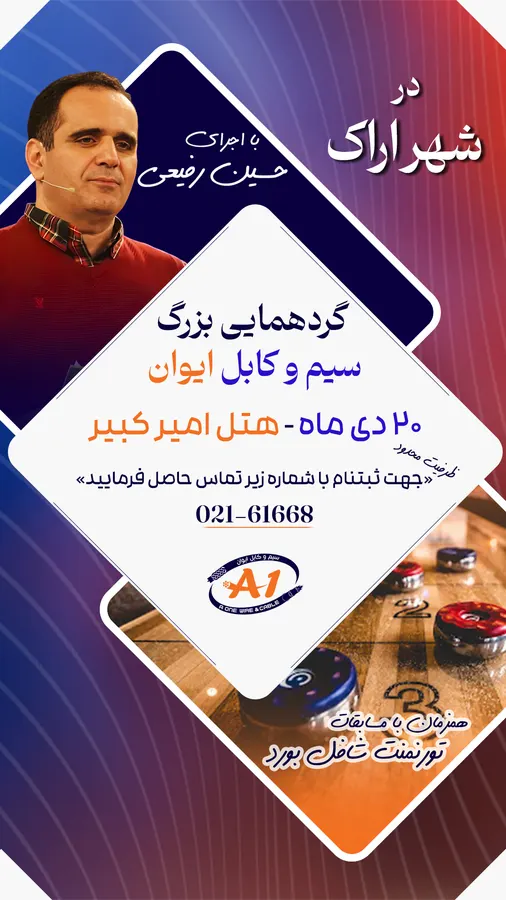 در
شهر اراک
با اجرای
حسین رفیعی
گردهمایی بزرگ
سیم و کابل ایوان
۲۰ دی ماه - هتل امیر کبیر
ظرفیت محدود
«جهت ثبتنام با شماره زیر تماس حاصل فرمایید»
021-61668
سیم و کابل ایوان
A1
A ONE WIRE & CABLE
2
3
همزمان با مسابقات
تورنمنت شافل بورد